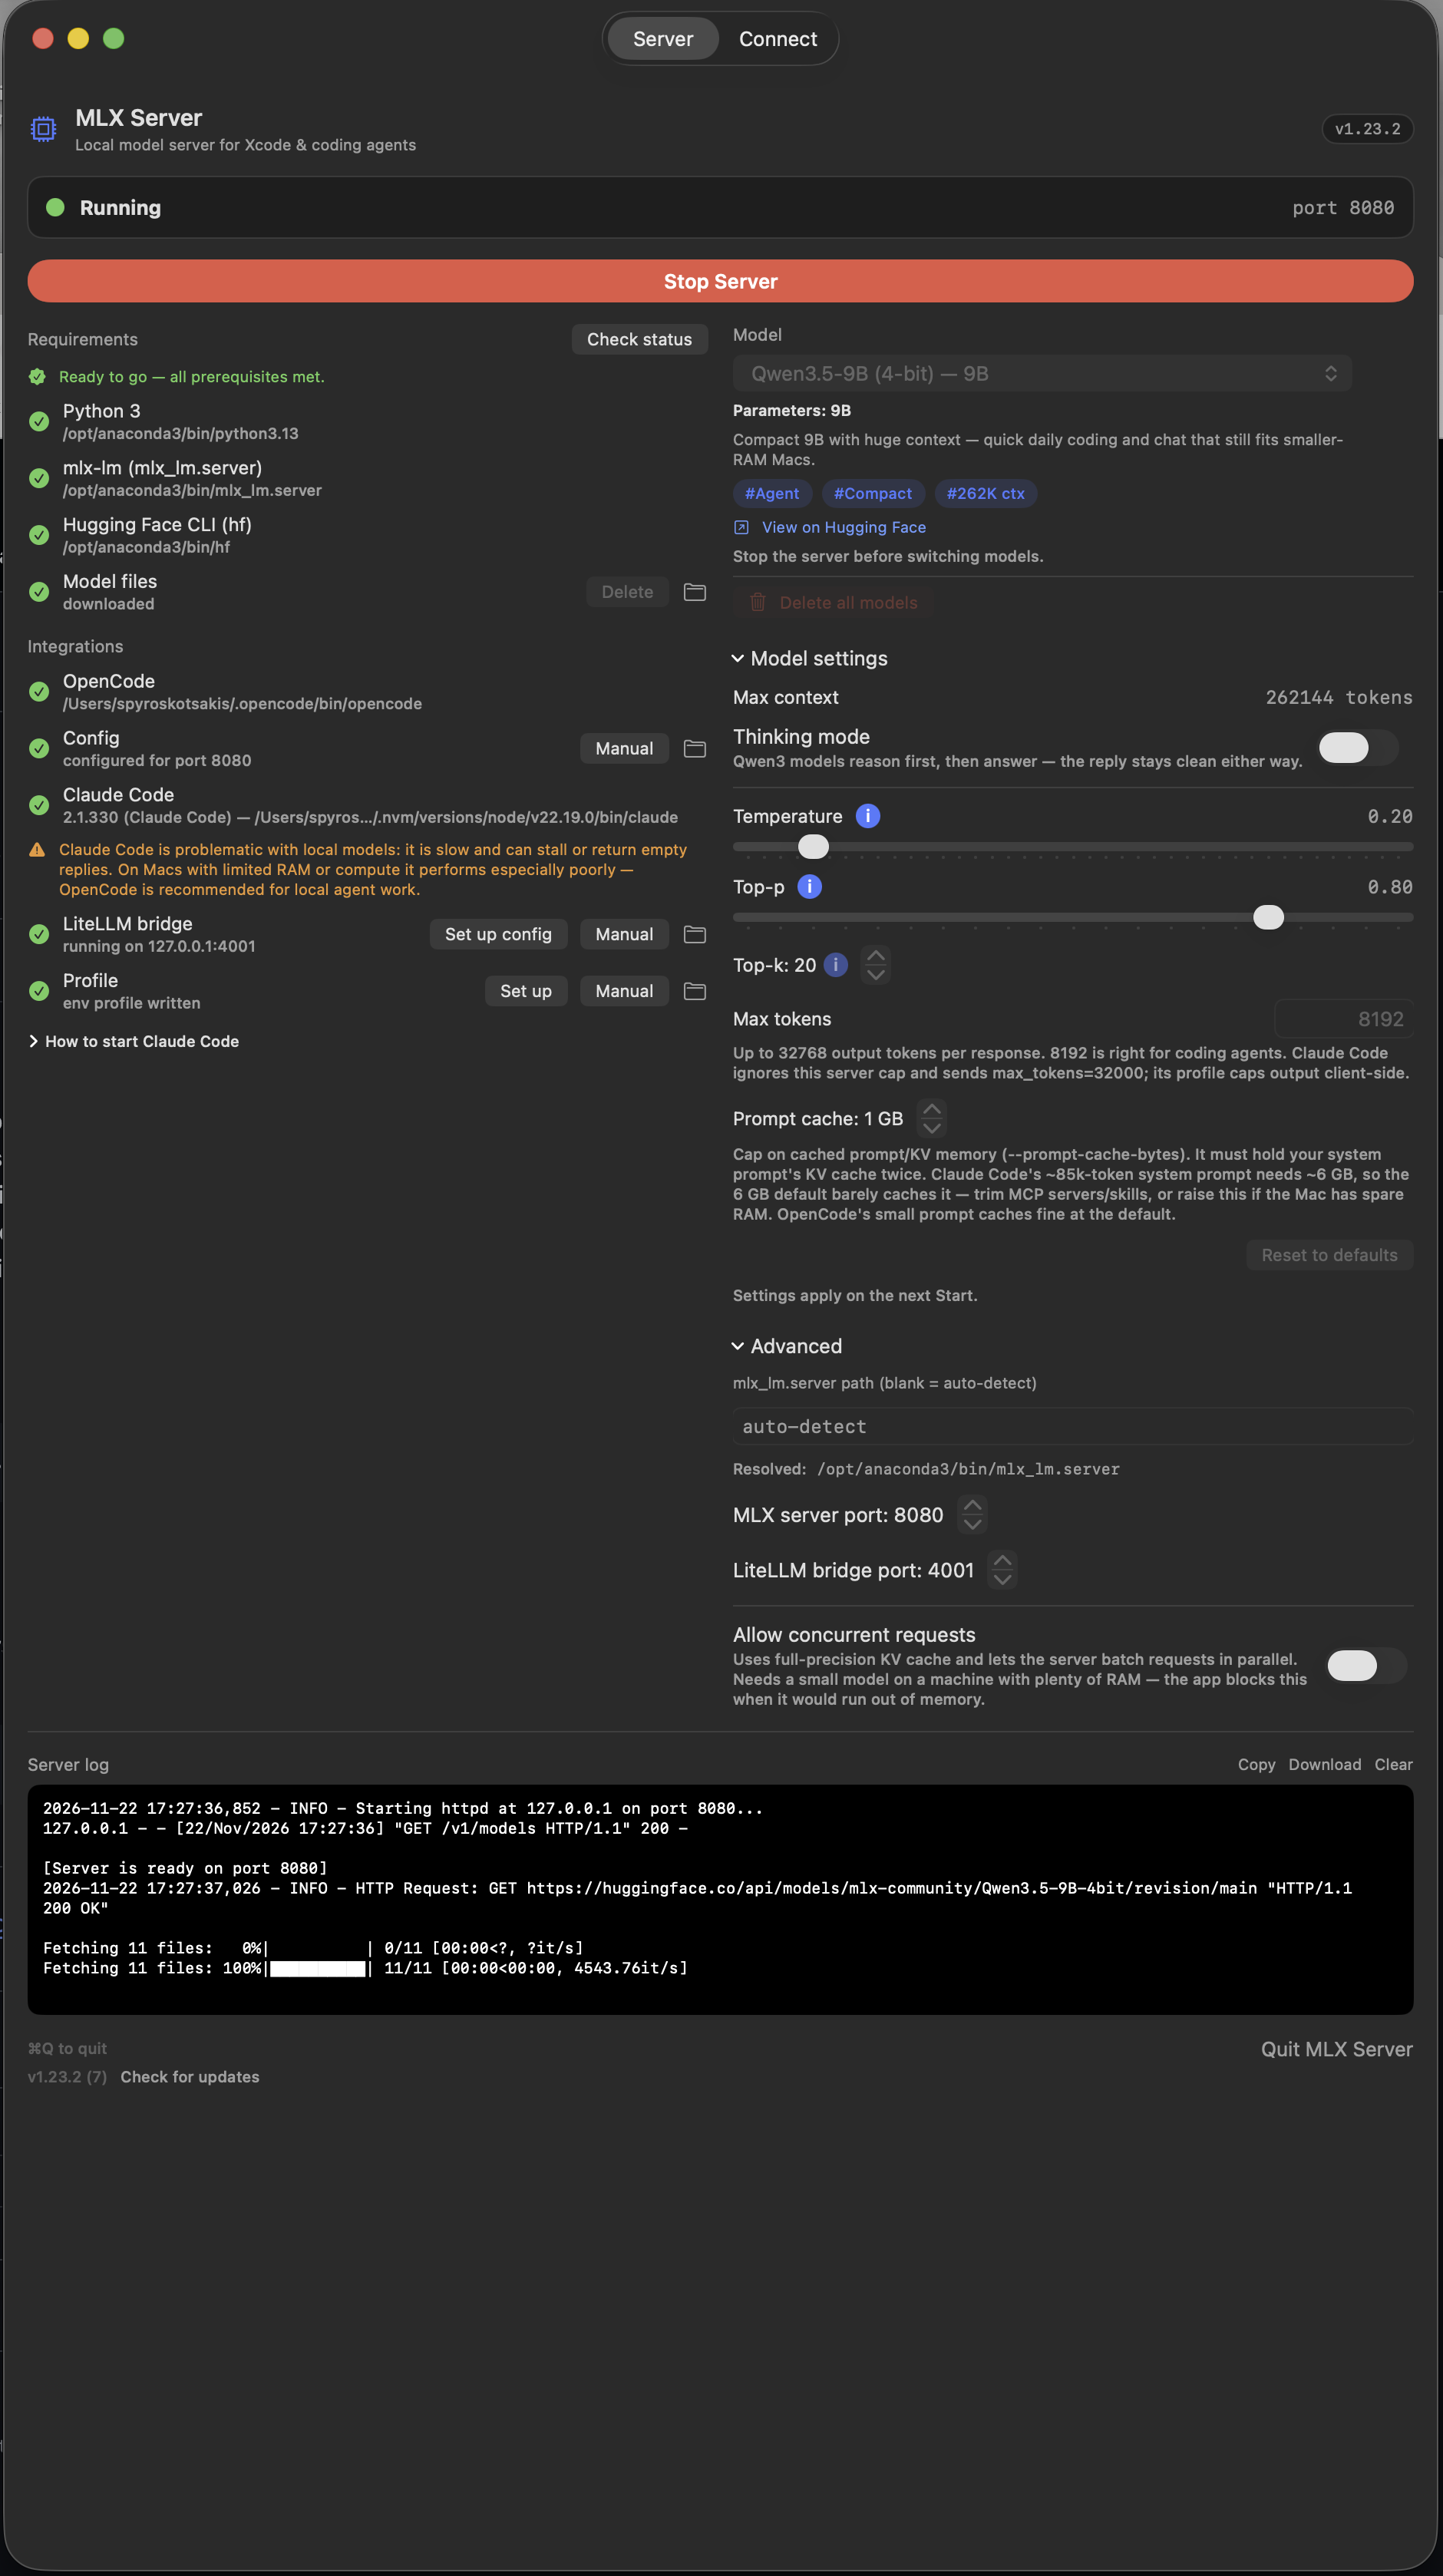 Server
Connect
MLX Server
Local model server for Xcode & coding agents
v1.23.2
Running
port 8080
Stop Server
Requirements
Check status
Ready to go — all prerequisites met.
Python 3
/opt/anaconda3/bin/python3.13
mlx-lm (mlx_lm.server)
/opt/anaconda3/bin/mlx_lm.server
Hugging Face CLI (hf)
/opt/anaconda3/bin/hf
Model files
downloaded
Delete
Integrations
OpenCode
/Users/spyroskotsakis/.opencode/bin/opencode
Config
configured for port 8080
Manual
Claude Code
2.1.330 (Claude Code) — /Users/spyros…/.nvm/versions/node/v22.19.0/bin/claude
Claude Code is problematic with local models: it is slow and can stall or return empty
replies. On Macs with limited RAM or compute it performs especially poorly —
OpenCode is recommended for local agent work.
LiteLLM bridge
running on 127.0.0.1:4001
Set up config
Manual
Profile
env profile written
Set up
Manual
How to start Claude Code
Model
Qwen3.5-9B (4-bit) — 9B
Parameters: 9B
Compact 9B with huge context — quick daily coding and chat that still fits smaller-
RAM Macs.
#Agent
#Compact
#262K ctx
View on Hugging Face
Stop the server before switching models.
Delete all models
Model settings
Max context
262144 tokens
Thinking mode
Qwen3 models reason first, then answer — the reply stays clean either way.
Temperature
0.20
Top-p
0.80
Top-k: 20
Max tokens
8192
Up to 32768 output tokens per response. 8192 is right for coding agents. Claude Code
ignores this server cap and sends max_tokens=32000; its profile caps output client-side.
Prompt cache: 1 GB
Cap on cached prompt/KV memory (--prompt-cache-bytes). It must hold your system
prompt's KV cache twice. Claude Code's ~85k-token system prompt needs ~6 GB, so the
6 GB default barely caches it — trim MCP servers/skills, or raise this if the Mac has spare
RAM. OpenCode's small prompt caches fine at the default.
Reset to defaults
Settings apply on the next Start.
Advanced
mlx_lm.server path (blank = auto-detect)
auto-detect
Resolved: /opt/anaconda3/bin/mlx_lm.server
MLX server port: 8080
LiteLLM bridge port: 4001
Allow concurrent requests
Uses full-precision KV cache and lets the server batch requests in parallel.
Needs a small model on a machine with plenty of RAM — the app blocks this
when it would run out of memory.
Server log
Copy
Download
Clear
2026-11-22 17:27:36,852 - INFO - Starting httpd at 127.0.0.1 on port 8080...
127.0.0.1 - - [22/Nov/2026 17:27:36] "GET /v1/models HTTP/1.1" 200 -
[Server is ready on port 8080]
2026-11-22 17:27:37,026 - INFO - HTTP Request: GET https://huggingface.co/api/models/mlx-community/Qwen3.5-9B-4bit/revision/main "HTTP/1.1
200 OK"
Fetching 11 files:   0%|          | 0/11 [00:00<?, ?it/s]
Fetching 11 files: 100%|██████████| 11/11 [00:00<00:00, 4543.76it/s]
⌘Q to quit
Quit MLX Server
v1.23.2 (7)
Check for updates